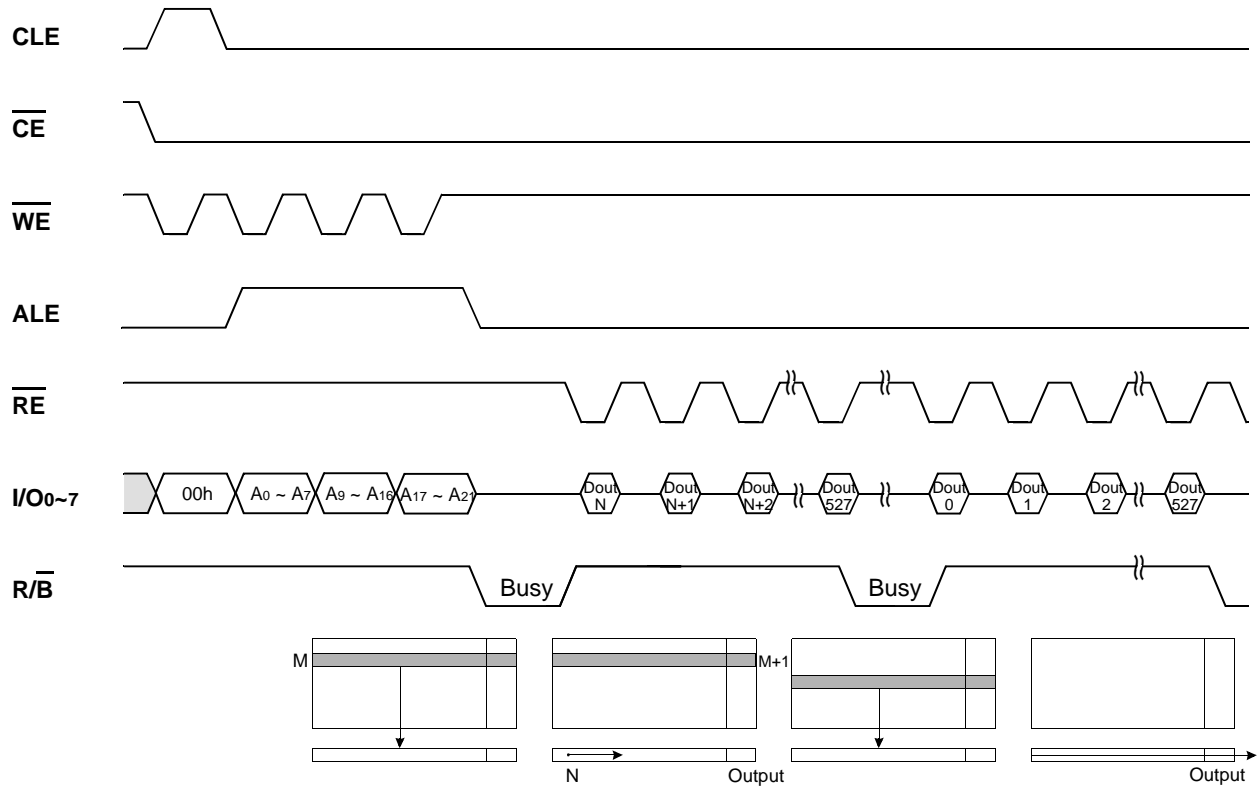 CLE
CE
WE
ALE
RE
I/O0~7
00h
A0 ~ A7
A9 ~ A16
A17 ~ A21
Dout N
Dout N+1
Dout N+2
Dout 527
Dout 0
Dout 1
Dout 2
Dout 527
R/B
Busy
Busy
M
M+1
N
Output
Output